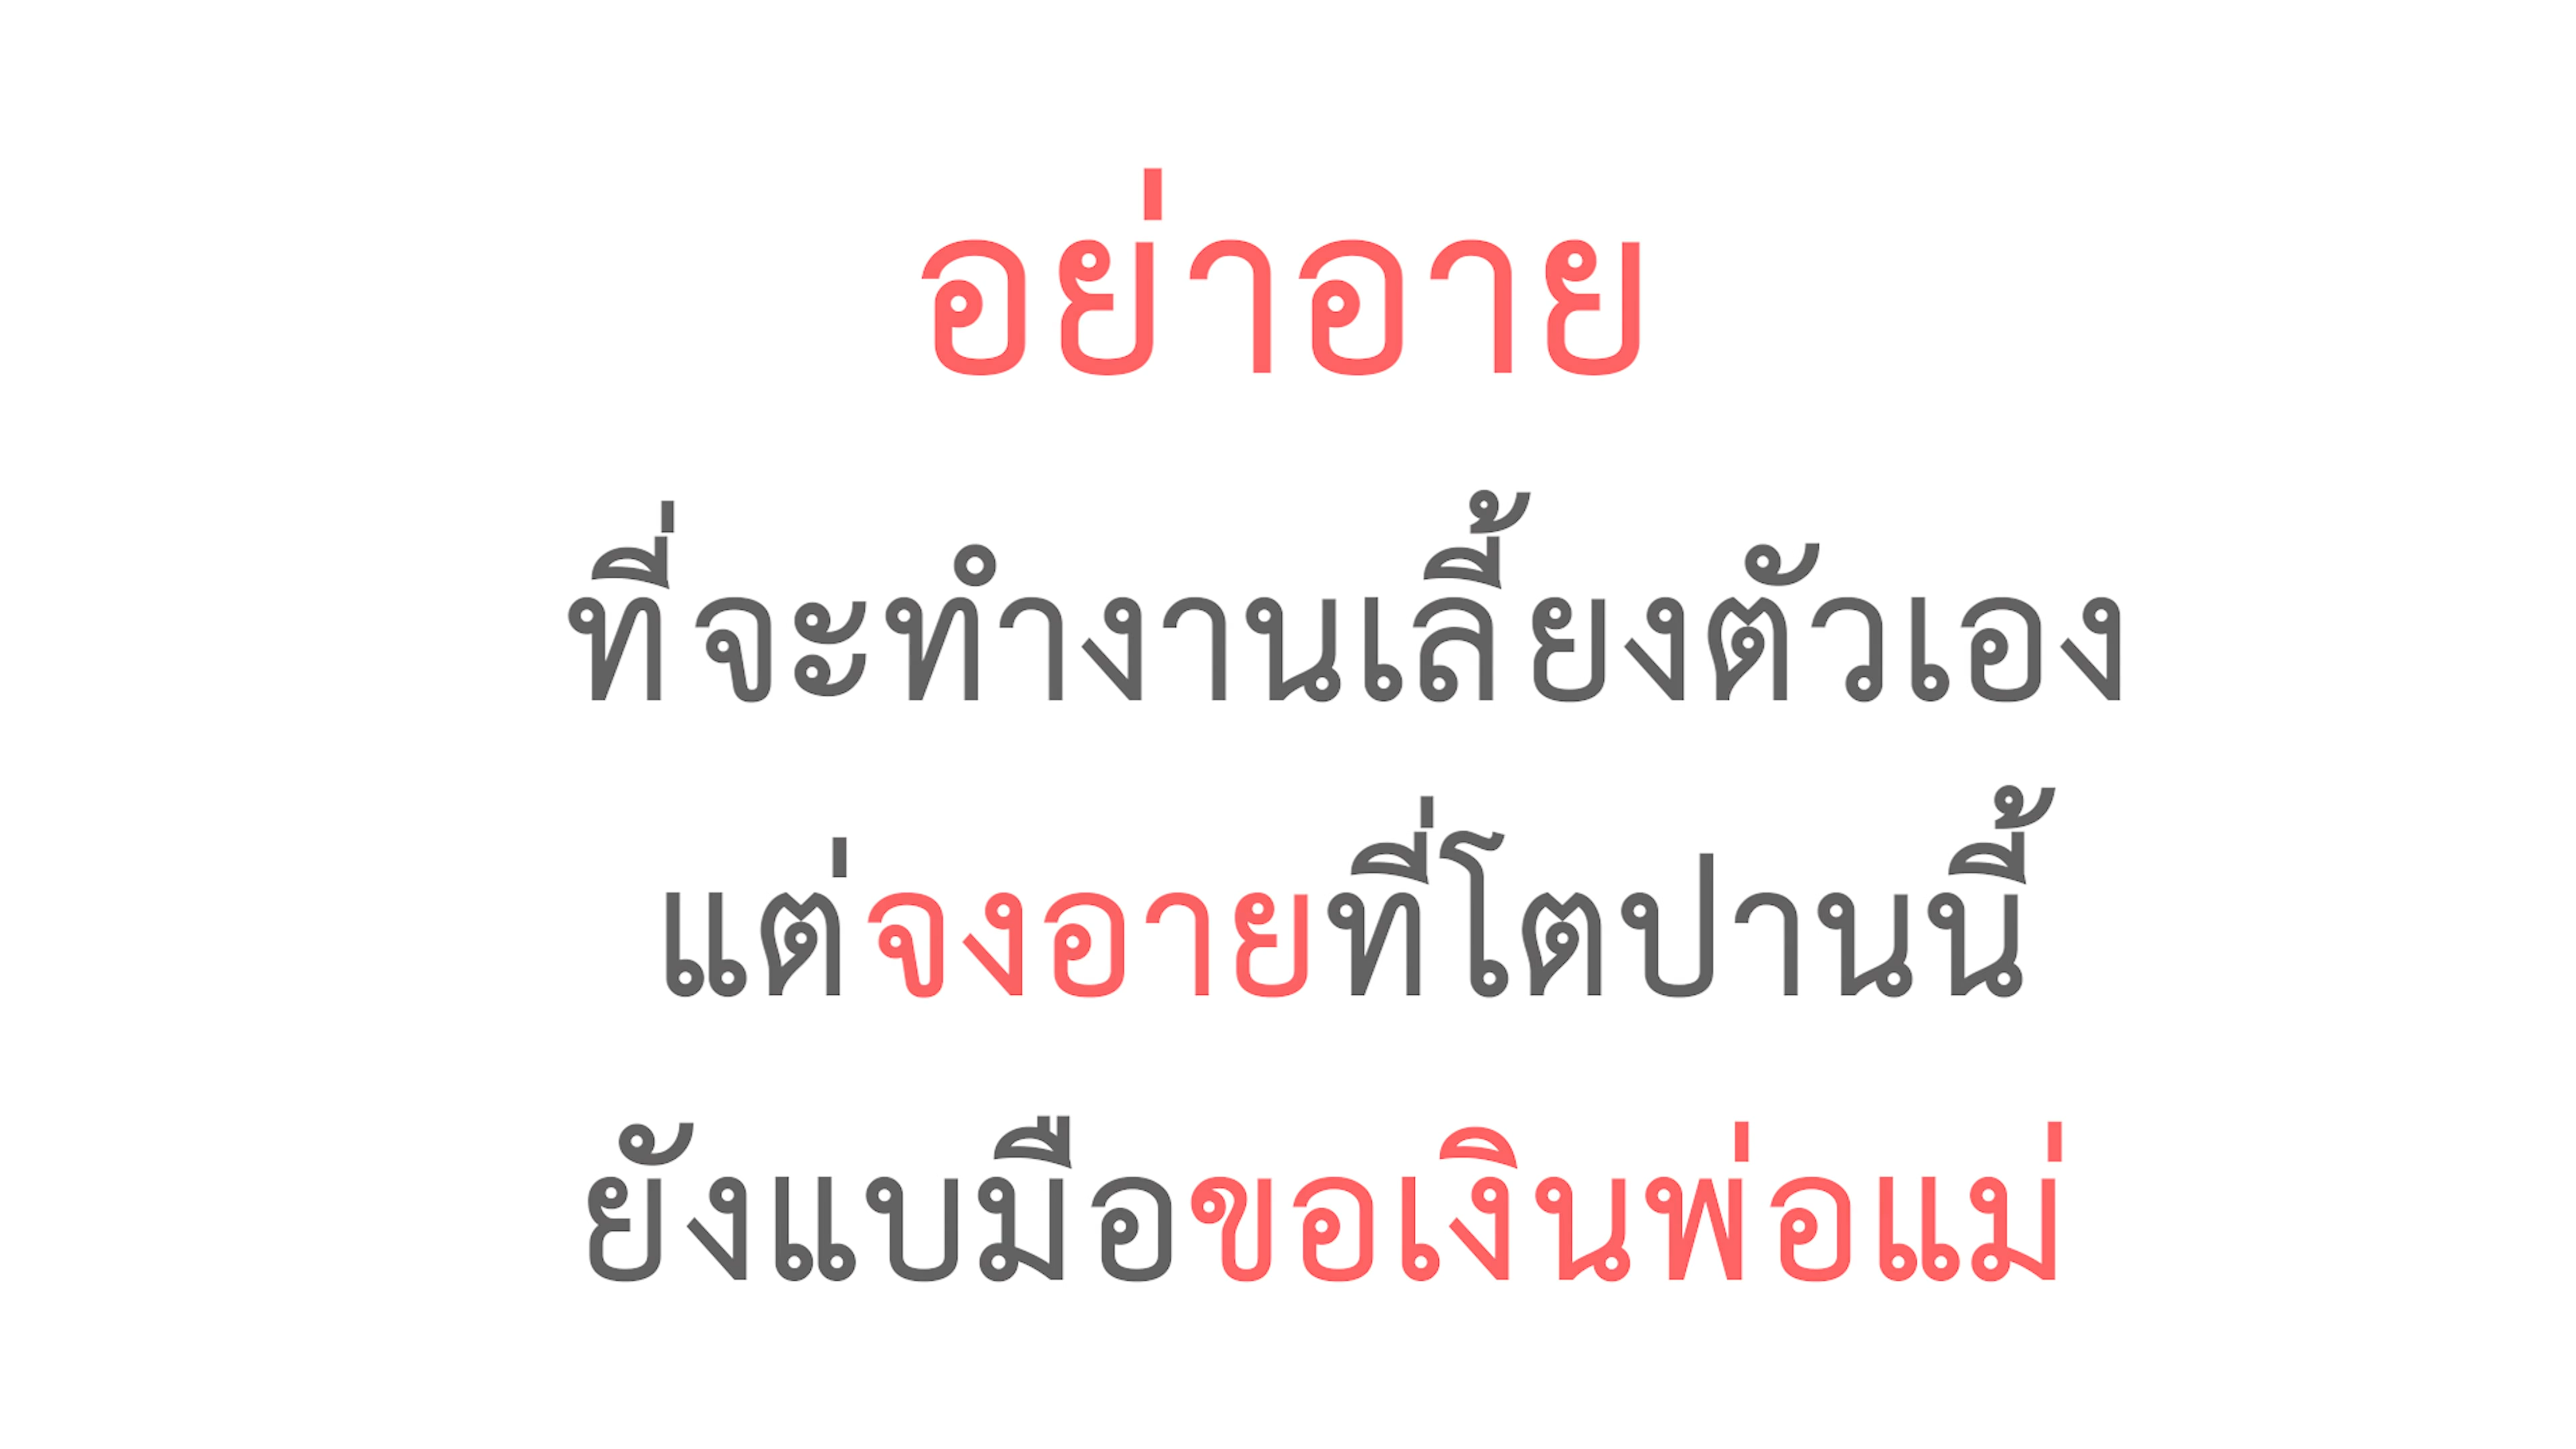 อย่าอาย
ที่จะทำงานเลี้ยงตัวเอง
แต่จงอายที่โตปานนี้
ยังแบมือขอเงินพ่อแม่